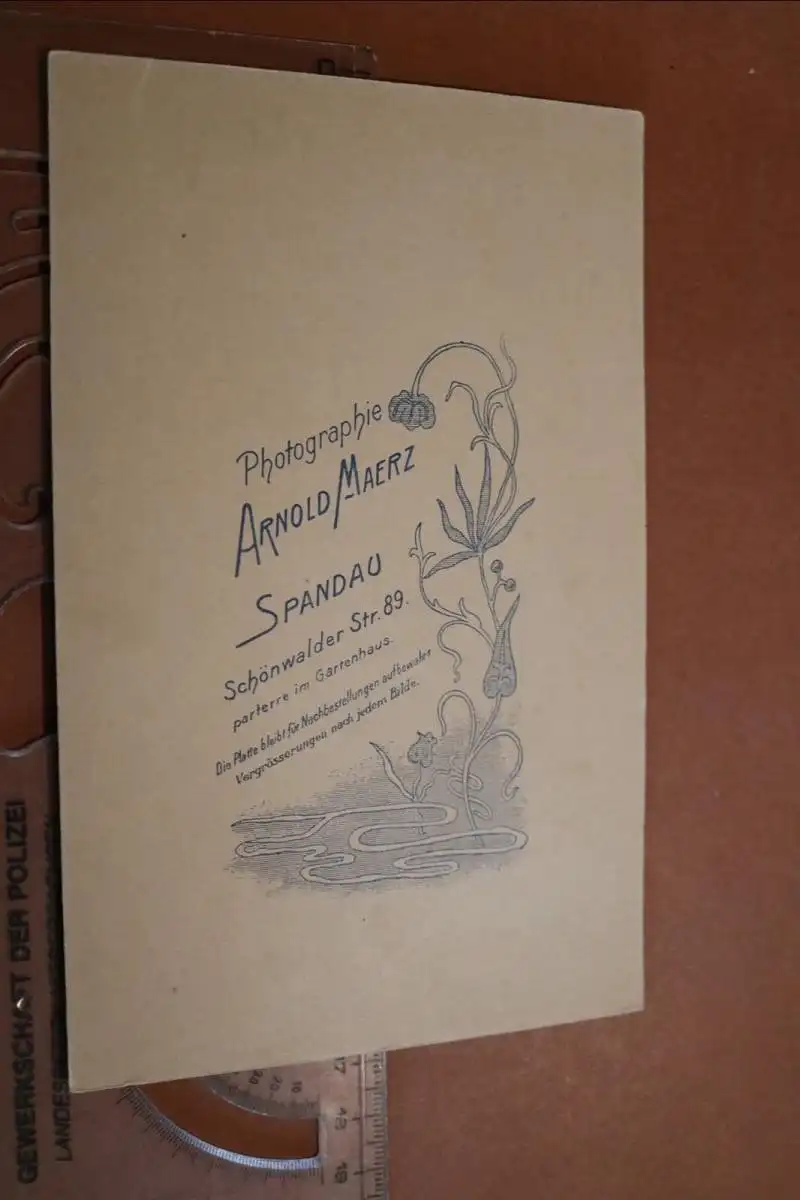 Photographie
ARNOLD MAERZ
SPANDAU
Schönwalder Str. 89.
parterre im Gartenhaus.
Die Platte bleibt für Nachbestellungen aufbewahrt
Vergrösserungen nach jedem Bilde.
GEWERKSCHAFT DER POLIZEI